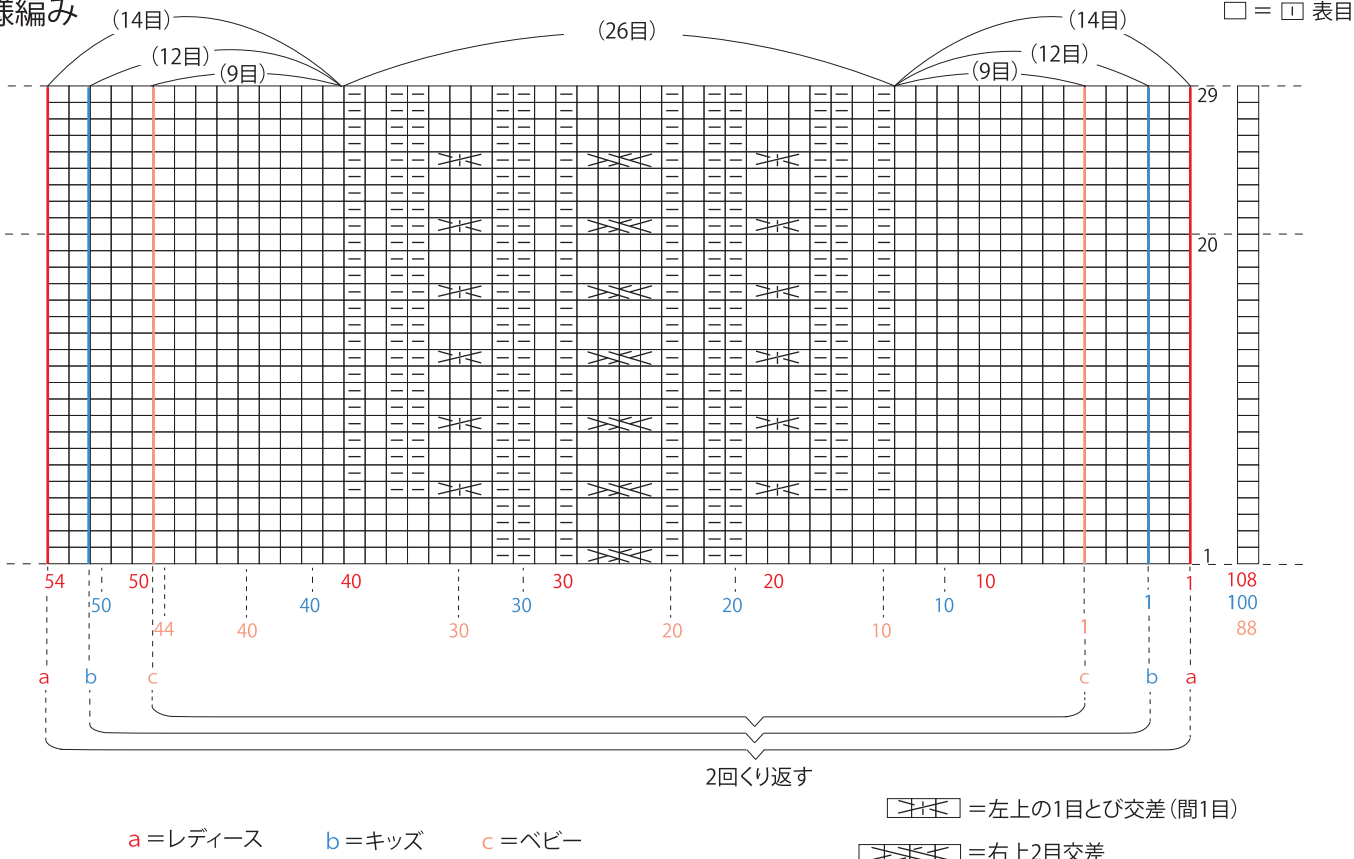 様編み
□ = ｜ 表目
(14目) (26目) (14目)
(12目) (12目)
(9目) (9目)
29
20
1
54 50 40 30 20 10 1 108
50 40 30 20 10 1 100
44 40 30 20 10 1 88
a b c c b a
2回くり返す
=左上の1目とび交差(間1目)
a=レディース b=キッズ c=ベビー
=右上2目交差